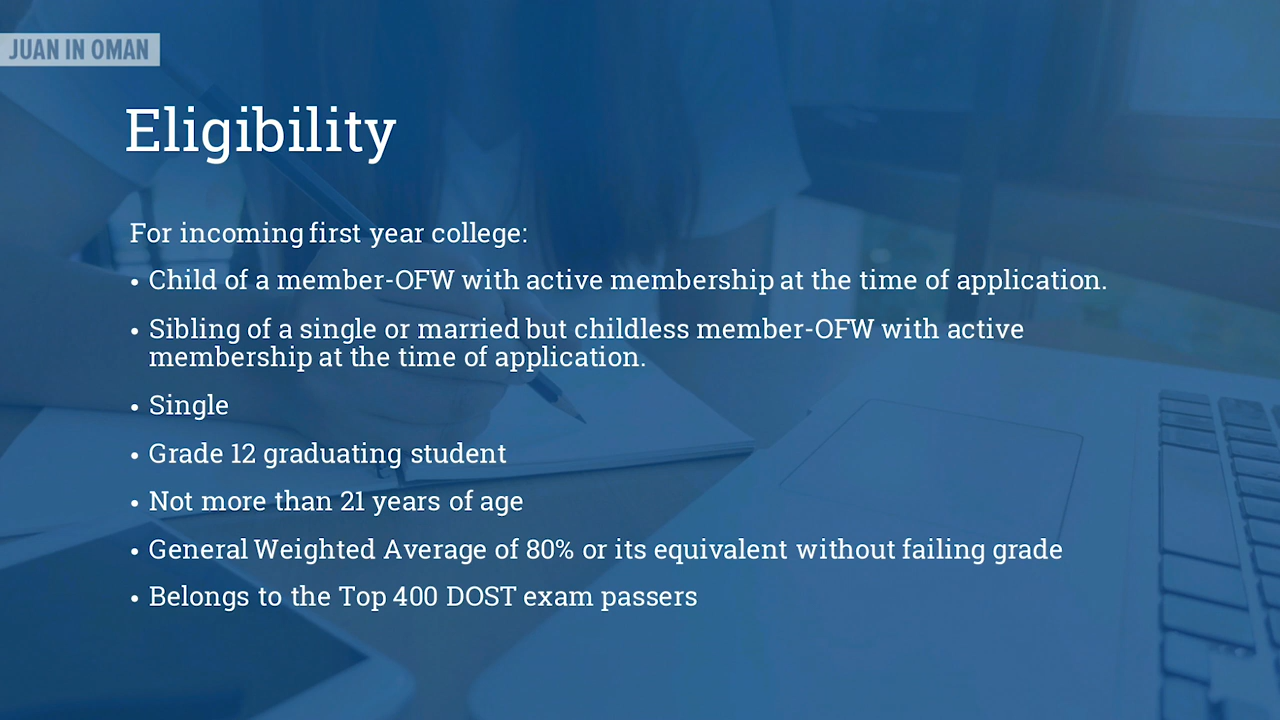 JUAN IN OMAN
Eligibility
For incoming first year college:
• Child of a member-OFW with active membership at the time of application.
• Sibling of a single or married but childless member-OFW with active
membership at the time of application.
• Single
• Grade 12 graduating student
• Not more than 21 years of age
• General Weighted Average of 80% or its equivalent without failing grade
• Belongs to the Top 400 DOST exam passers